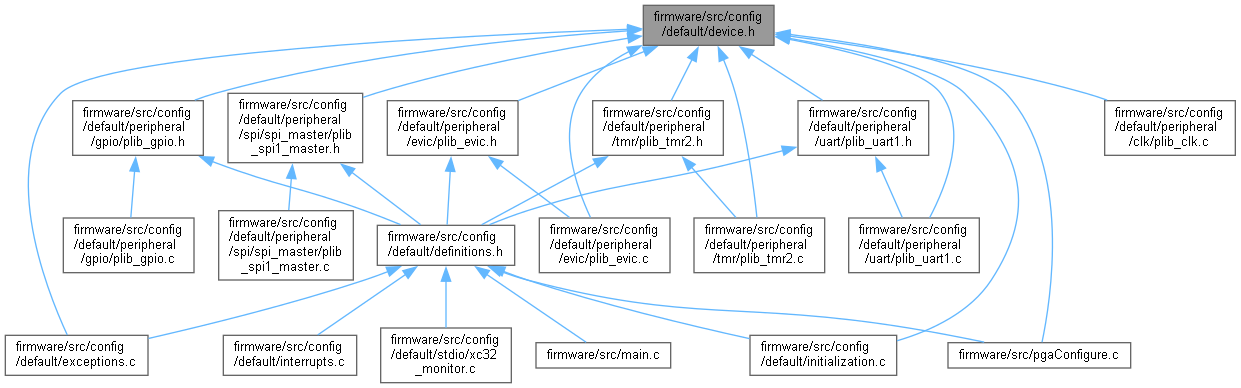 firmware/src/config
/default/device.h
firmware/src/config
/default/peripheral
/gpio/plib_gpio.h
firmware/src/config
/default/peripheral
/spi/spi_master/plib
_spi1_master.h
firmware/src/config
/default/peripheral
/evic/plib_evic.h
firmware/src/config
/default/peripheral
/tmr/plib_tmr2.h
firmware/src/config
/default/peripheral
/uart/plib_uart1.h
firmware/src/config
/default/peripheral
/clk/plib_clk.c
firmware/src/config
/default/peripheral
/gpio/plib_gpio.c
firmware/src/config
/default/peripheral
/spi/spi_master/plib
_spi1_master.c
firmware/src/config
/default/definitions.h
firmware/src/config
/default/peripheral
/evic/plib_evic.c
firmware/src/config
/default/peripheral
/tmr/plib_tmr2.c
firmware/src/config
/default/peripheral
/uart/plib_uart1.c
firmware/src/config
/default/exceptions.c
firmware/src/config
/default/interrupts.c
firmware/src/config
/default/stdio/xc32
_monitor.c
firmware/src/main.c
firmware/src/config
/default/initialization.c
firmware/src/pgaConfigure.c